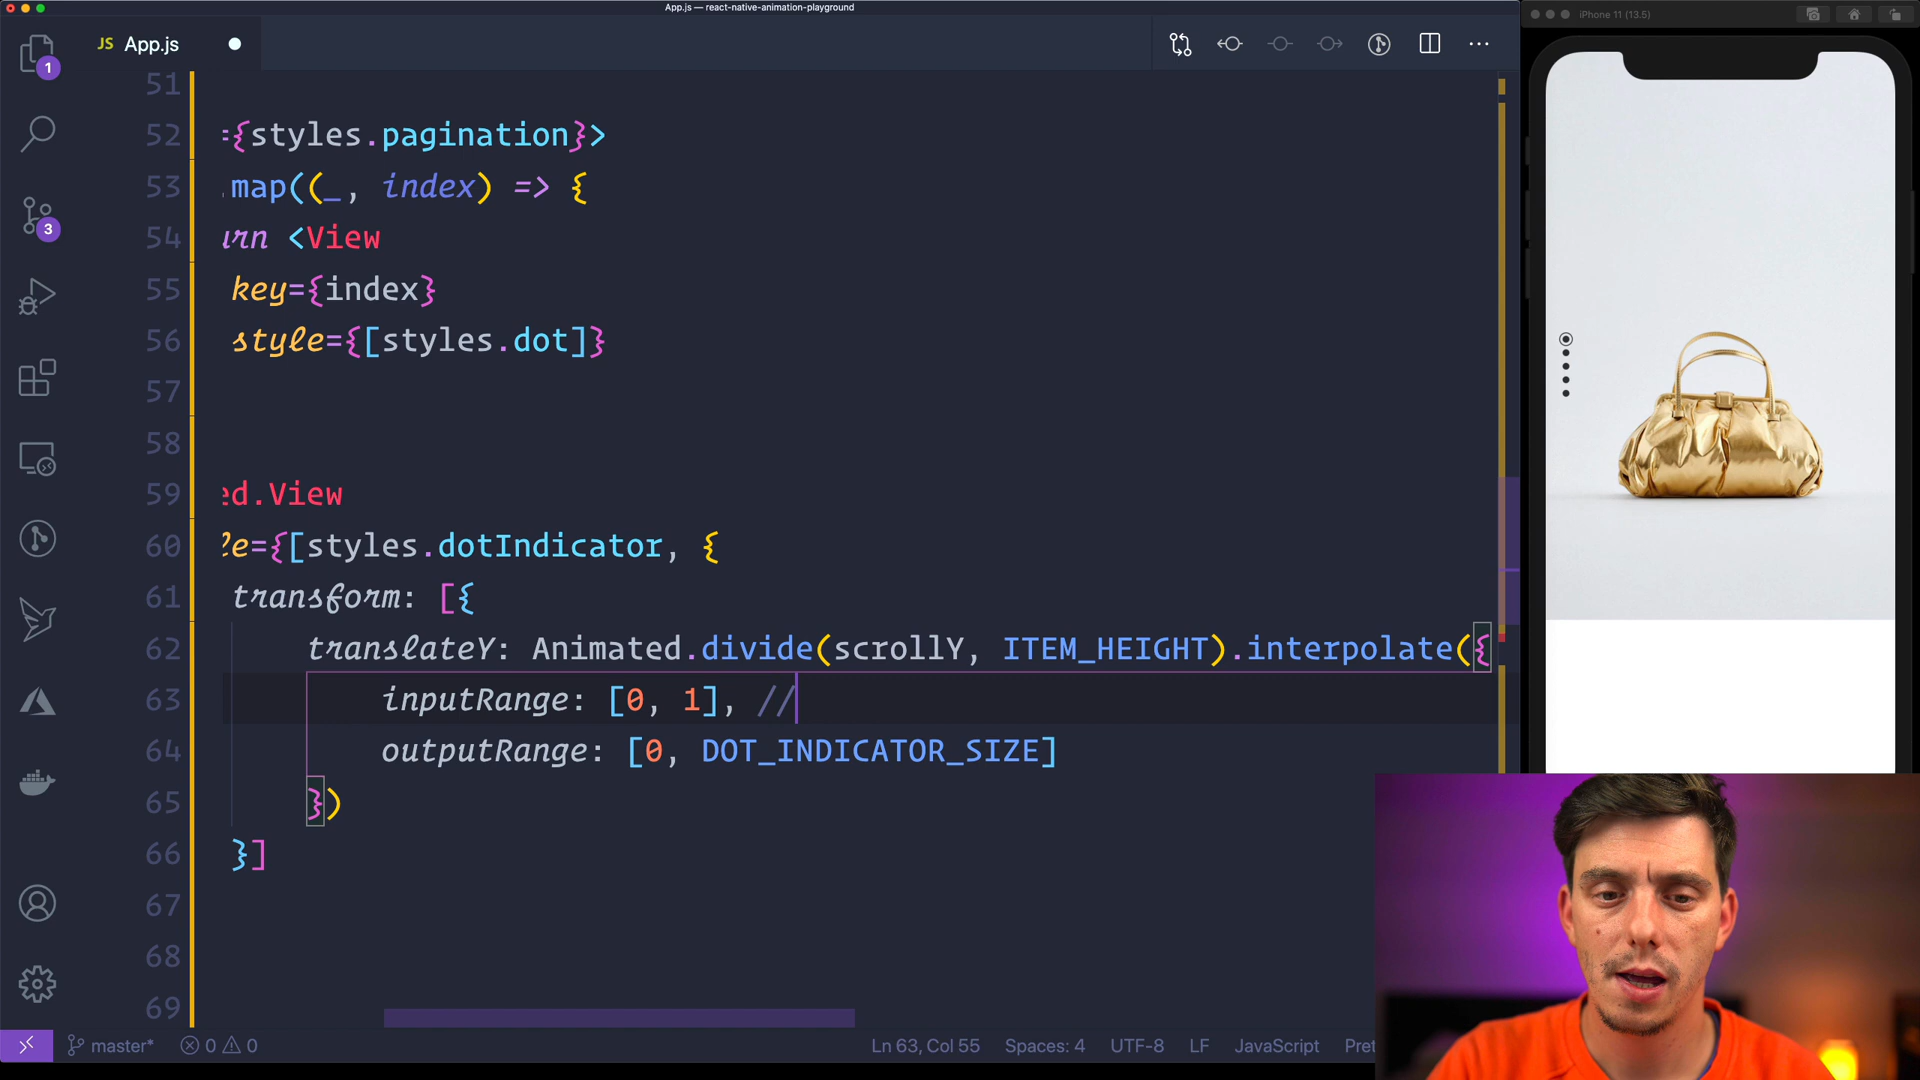 App.js — react-native-animation-playground
iPhone 11 (13.5)
JS App.js
1
3
51
52 ={styles.pagination}>
53 .map((_, index) => {
54 urn <View
55 key={index}
56 style={[styles.dot]}
57
58
59 ed.View
60 le={[styles.dotIndicator, {
61 transform: [{
62 translateY: Animated.divide(scrollY, ITEM_HEIGHT).interpolate({
63 inputRange: [0, 1], //
64 outputRange: [0, DOT_INDICATOR_SIZE]
65 })
66 }]
67
68
69
master* 0 0 Ln 63, Col 55 Spaces: 4 UTF-8 LF JavaScript Pret